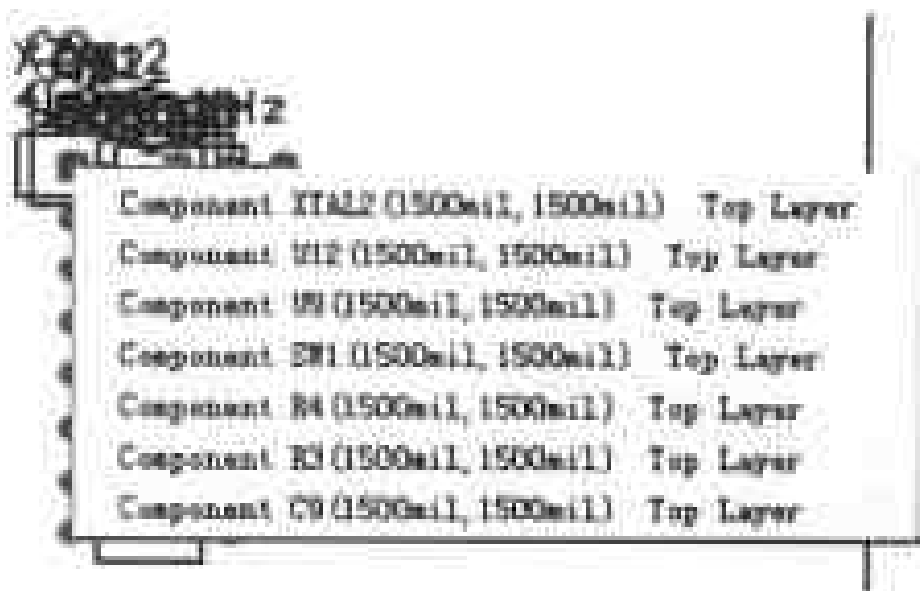 Component XTAL2(1500mil,1500mil) Top Layer
Component U12(1500mil,1500mil) Top Layer
Component U9(1500mil,1500mil) Top Layer
Component SW1(1500mil,1500mil) Top Layer
Component R4(1500mil,1500mil) Top Layer
Component R3(1500mil,1500mil) Top Layer
Component C9(1500mil,1500mil) Top Layer